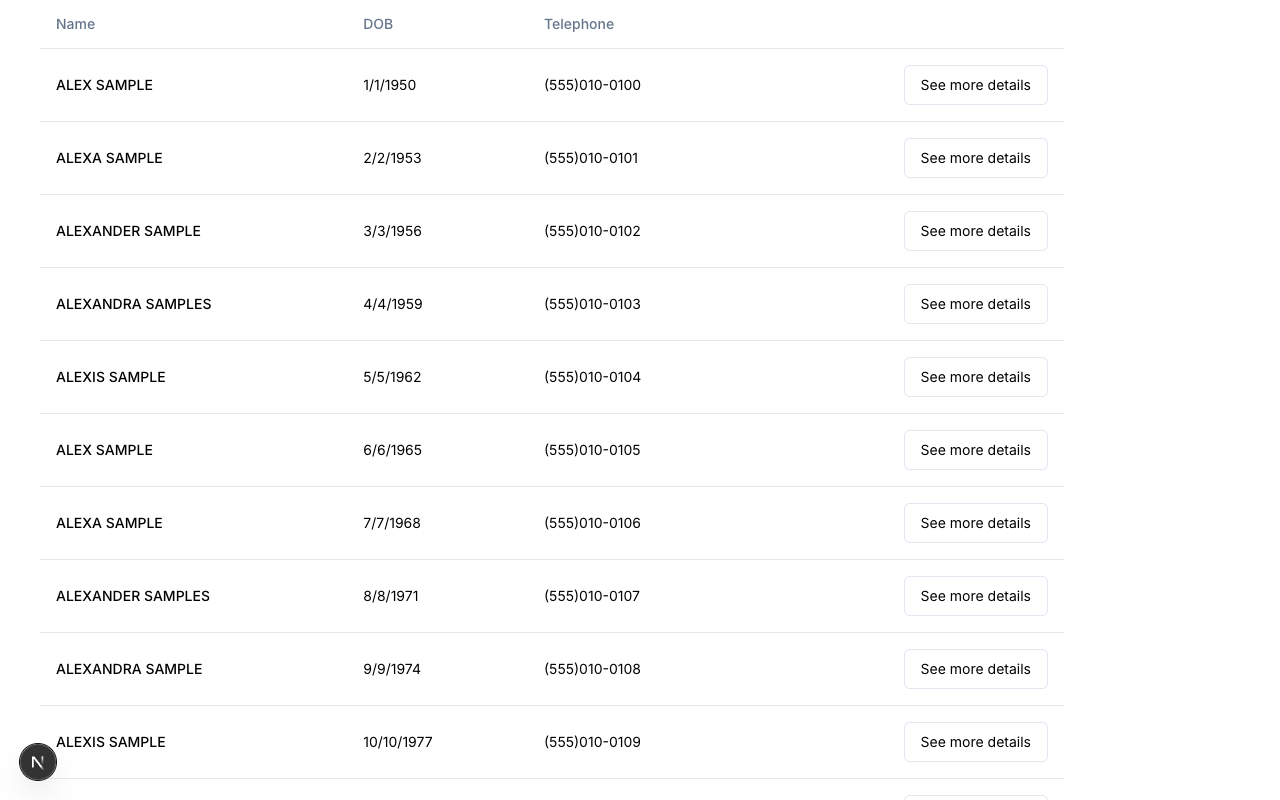 Name DOB Telephone
ALEX SAMPLE 1/1/1950 (555)010-0100 See more details
ALEXA SAMPLE 2/2/1953 (555)010-0101 See more details
ALEXANDER SAMPLE 3/3/1956 (555)010-0102 See more details
ALEXANDRA SAMPLES 4/4/1959 (555)010-0103 See more details
ALEXIS SAMPLE 5/5/1962 (555)010-0104 See more details
ALEX SAMPLE 6/6/1965 (555)010-0105 See more details
ALEXA SAMPLE 7/7/1968 (555)010-0106 See more details
ALEXANDER SAMPLES 8/8/1971 (555)010-0107 See more details
ALEXANDRA SAMPLE 9/9/1974 (555)010-0108 See more details
ALEXIS SAMPLE 10/10/1977 (555)010-0109 See more details
N